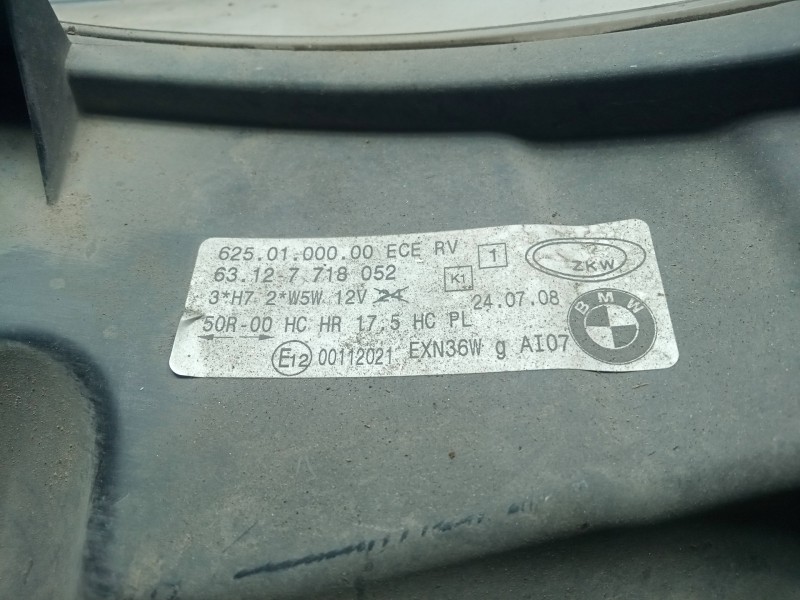 625.01.000.00 ECE RV 1
63.12-7 718 052 K1
3*H7 2*W5W 12V 24 24.07.08
50R-00 HC HR 17.5 HC PL
E12 00112021 EXN36W g AI07
ZKW
BMW